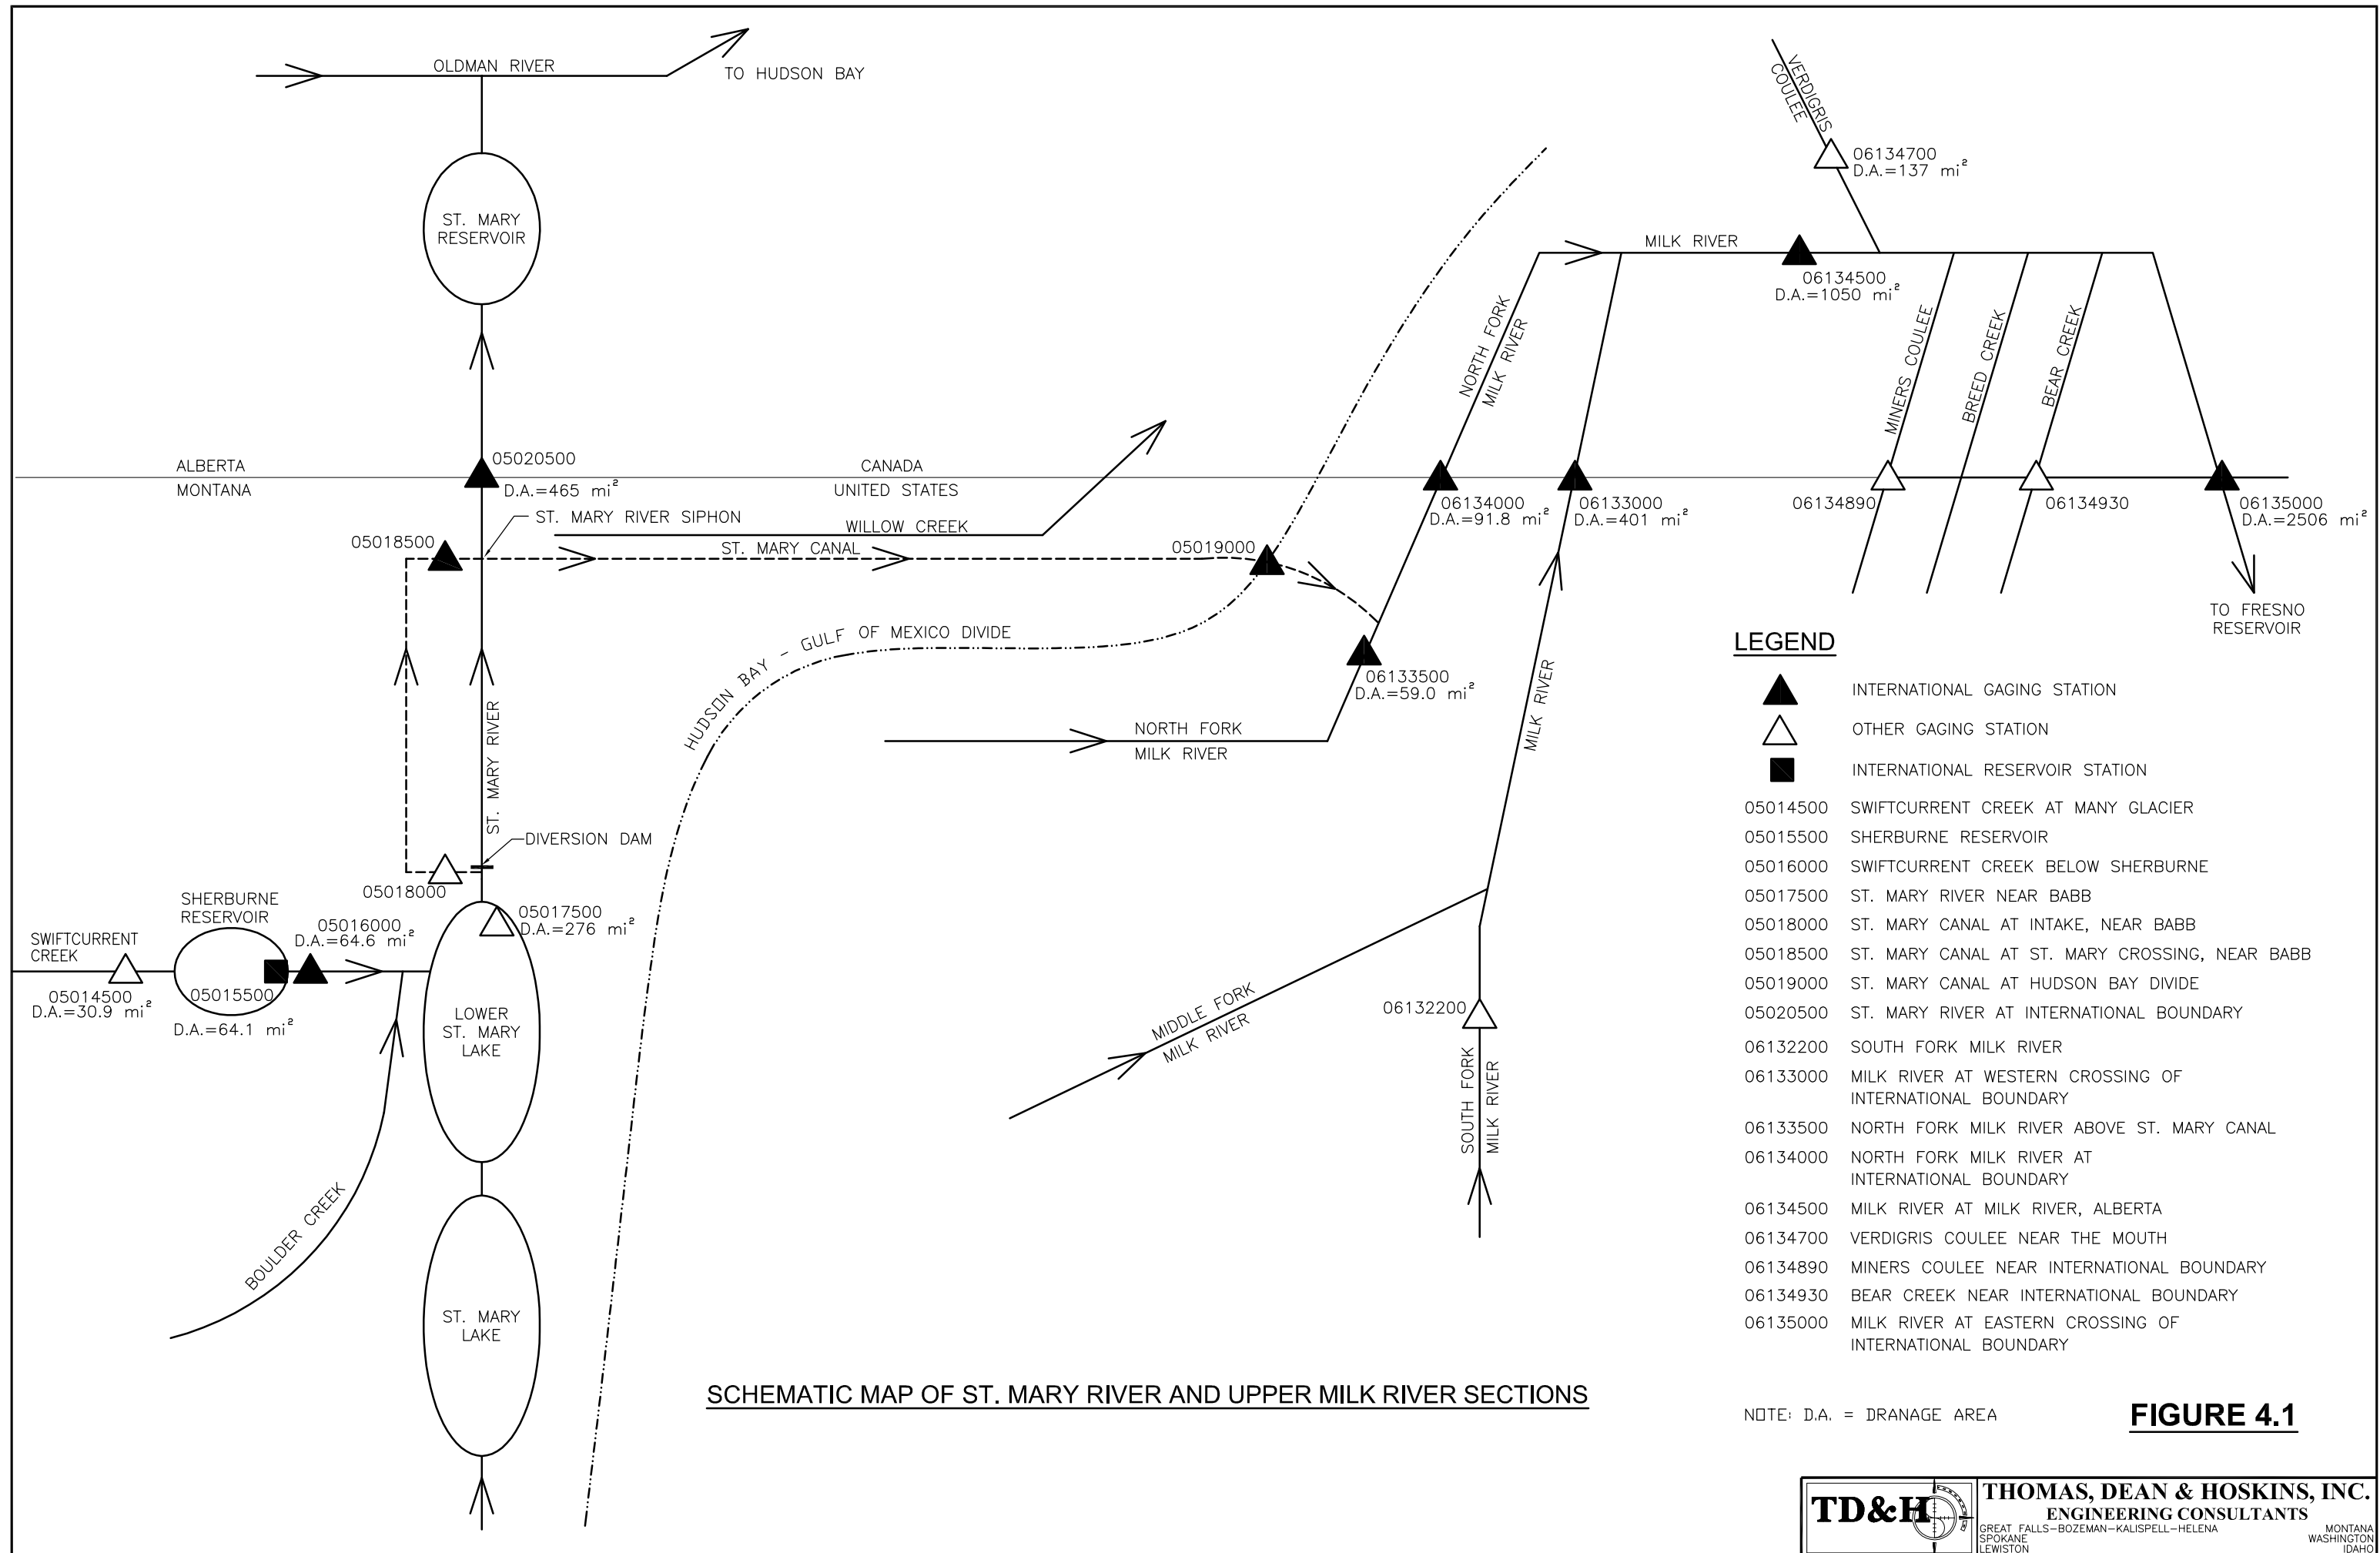 OLDMAN RIVER
TO HUDSON BAY
ST. MARY
RESERVOIR
VERDIGRIS
COULEE
06134700
D.A.=137 mi²
MILK RIVER
06134500
D.A.=1050 mi²
NORTH FORK
MILK RIVER
MINERS COULEE
BREED CREEK
BEAR CREEK
ALBERTA
MONTANA
05020500
D.A.=465 mi²
CANADA
UNITED STATES
06134000
D.A.=91.8 mi²
06133000
D.A.=401 mi²
06134890
06134930
06135000
D.A.=2506 mi²
ST. MARY RIVER SIPHON
WILLOW CREEK
05018500
ST. MARY CANAL
05019000
TO FRESNO
RESERVOIR
HUDSON BAY - GULF OF MEXICO DIVIDE
06133500
D.A.=59.0 mi²
NORTH FORK
MILK RIVER
MILK RIVER
ST. MARY RIVER
DIVERSION DAM
05018000
SHERBURNE
RESERVOIR
05016000
D.A.=64.6 mi²
05017500
D.A.=276 mi²
SWIFTCURRENT
CREEK
05014500
D.A.=30.9 mi²
05015500
D.A.=64.1 mi²
LOWER
ST. MARY
LAKE
MIDDLE FORK
MILK RIVER
06132200
SOUTH FORK
MILK RIVER
BOULDER CREEK
ST. MARY
LAKE
LEGEND
INTERNATIONAL GAGING STATION
OTHER GAGING STATION
INTERNATIONAL RESERVOIR STATION
05014500 SWIFTCURRENT CREEK AT MANY GLACIER
05015500 SHERBURNE RESERVOIR
05016000 SWIFTCURRENT CREEK BELOW SHERBURNE
05017500 ST. MARY RIVER NEAR BABB
05018000 ST. MARY CANAL AT INTAKE, NEAR BABB
05018500 ST. MARY CANAL AT ST. MARY CROSSING, NEAR BABB
05019000 ST. MARY CANAL AT HUDSON BAY DIVIDE
05020500 ST. MARY RIVER AT INTERNATIONAL BOUNDARY
06132200 SOUTH FORK MILK RIVER
06133000 MILK RIVER AT WESTERN CROSSING OF
INTERNATIONAL BOUNDARY
06133500 NORTH FORK MILK RIVER ABOVE ST. MARY CANAL
06134000 NORTH FORK MILK RIVER AT
INTERNATIONAL BOUNDARY
06134500 MILK RIVER AT MILK RIVER, ALBERTA
06134700 VERDIGRIS COULEE NEAR THE MOUTH
06134890 MINERS COULEE NEAR INTERNATIONAL BOUNDARY
06134930 BEAR CREEK NEAR INTERNATIONAL BOUNDARY
06135000 MILK RIVER AT EASTERN CROSSING OF
INTERNATIONAL BOUNDARY
SCHEMATIC MAP OF ST. MARY RIVER AND UPPER MILK RIVER SECTIONS
NOTE: D.A. = DRANAGE AREA
FIGURE 4.1
TD&H
THOMAS, DEAN & HOSKINS, INC.
ENGINEERING CONSULTANTS
GREAT FALLS-BOZEMAN-KALISPELL-HELENA MONTANA
SPOKANE WASHINGTON
LEWISTON IDAHO